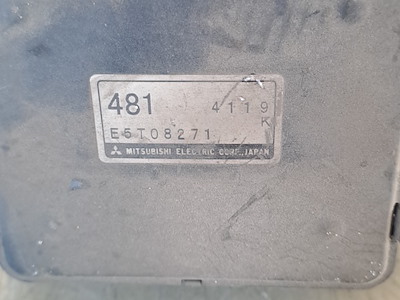 481 4119
K
E5T08271
MITSUBISHI ELECTRIC CORP. JAPAN